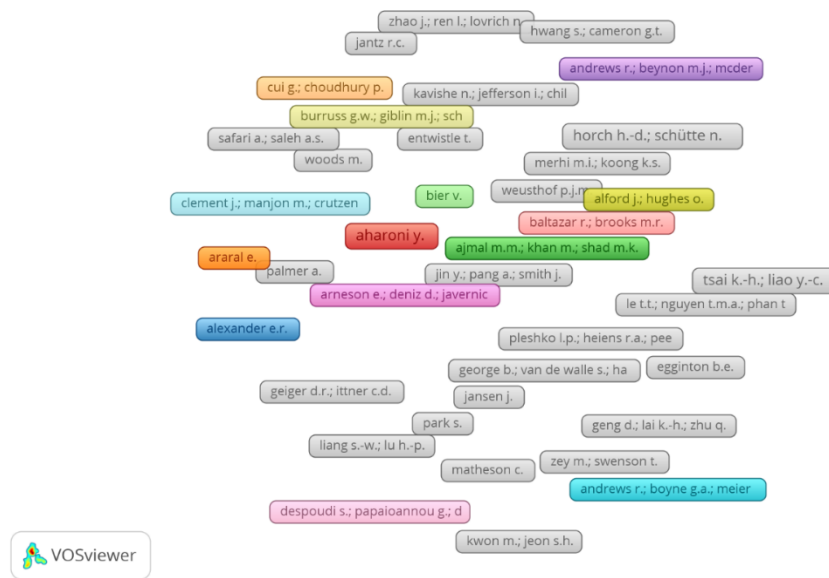 zhao j.; ren l.; lovrich n.
hwang s.; cameron g.t.
jantz r.c.
andrews r.; beynon m.j.; mcder
cui g.; choudhury p.
kavishe n.; jefferson i.; chil
burruss g.w.; giblin m.j.; sch
safari a.; saleh a.s.
entwistle t.
horch h.-d.; schütte n.
woods m.
merhi m.i.; koong k.s.
weusthof p.j.m
bier v.
alford j.; hughes o.
clement j.; manjon m.; crutzen
baltazar r.; brooks m.r.
aharoni y.
ajmal m.m.; khan m.; shad m.k.
araral e.
palmer a.
jin y.; pang a.; smith j.
tsai k.-h.; liao y.-c.
arneson e.; deniz d.; javernic
le t.t.; nguyen t.m.a.; phan t
alexander e.r.
pleshko l.p.; heiens r.a.; pee
george b.; van de walle s.; ha
egginton b.e.
geiger d.r.; ittner c.d.
jansen j.
park s.
geng d.; lai k.-h.; zhu q.
liang s.-w.; lu h.-p.
zey m.; swenson t.
matheson c.
andrews r.; boyne g.a.; meier
despoudi s.; papaioannou g.; d
kwon m.; jeon s.h.
VOSviewer